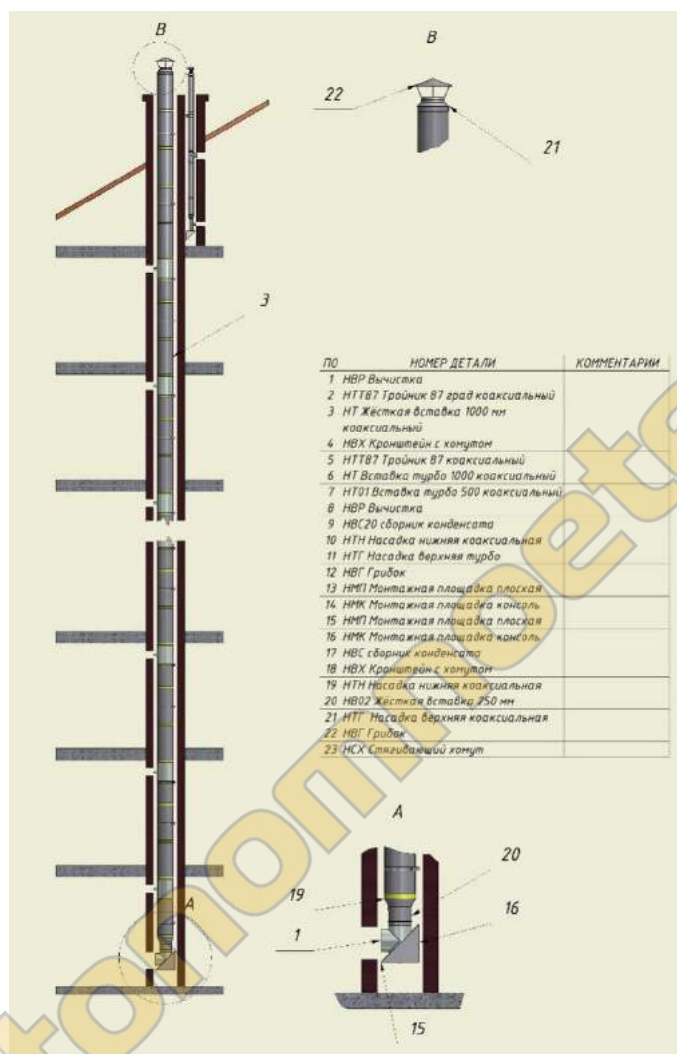 В
В
22
21
3
ПО НОМЕР ДЕТАЛИ КОММЕНТАРИИ
1 НВР Вычистка
2 НТТ87 Тройник 87 град коаксиальный
3 НТ Жёсткая вставка 1000 мм
коаксиальный
4 НВХ Кронштейн с хомутом
5 НТТ87 Тройник 87 коаксиальный
6 НТ Вставка турбо 1000 коаксиальный
7 НТ01 Вставка турбо 500 коаксиальный
8 НВР Вычистка
9 НВС20 сборник конденсата
10 НТН Насадка нижняя коаксиальная
11 НТГ Насадка верхняя турбо
12 НВГ Грибок
13 НМП Монтажная площадка плоская
14 НМК Монтажная площадка консоль
15 НМП Монтажная площадка плоская
16 НМК Монтажная площадка консоль
17 НВС сборник конденсата
18 НВХ Кронштейн с хомутом
19 НТН Насадка нижняя коаксиальная
20 НВ02 Жесткая вставка 250 мм
21 НТГ Насадка верхняя коаксиальная
22 НВГ Грибок
23 НСХ Стягивающий хомут
А
А
20
19
16
1
15